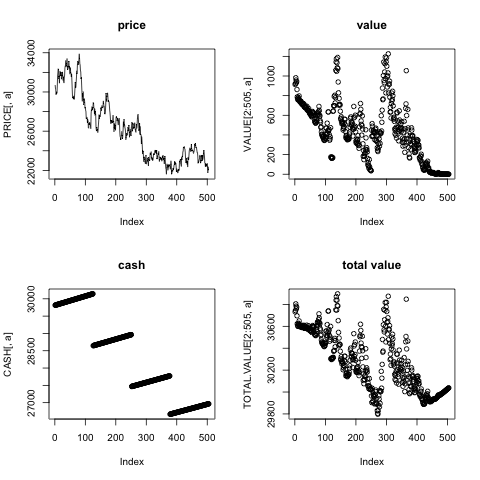 price
PRICE[, a]
22000 26000 30000 34000
0 100 200 300 400 500
Index
value
VALUE[2:505, a]
0 200 600 1000
0 100 200 300 400 500
Index
cash
CASH[, a]
27000 28500 30000
0 100 200 300 400 500
Index
total value
TOTAL.VALUE[2:505, a]
29800 30200 30600
0 100 200 300 400 500
Index